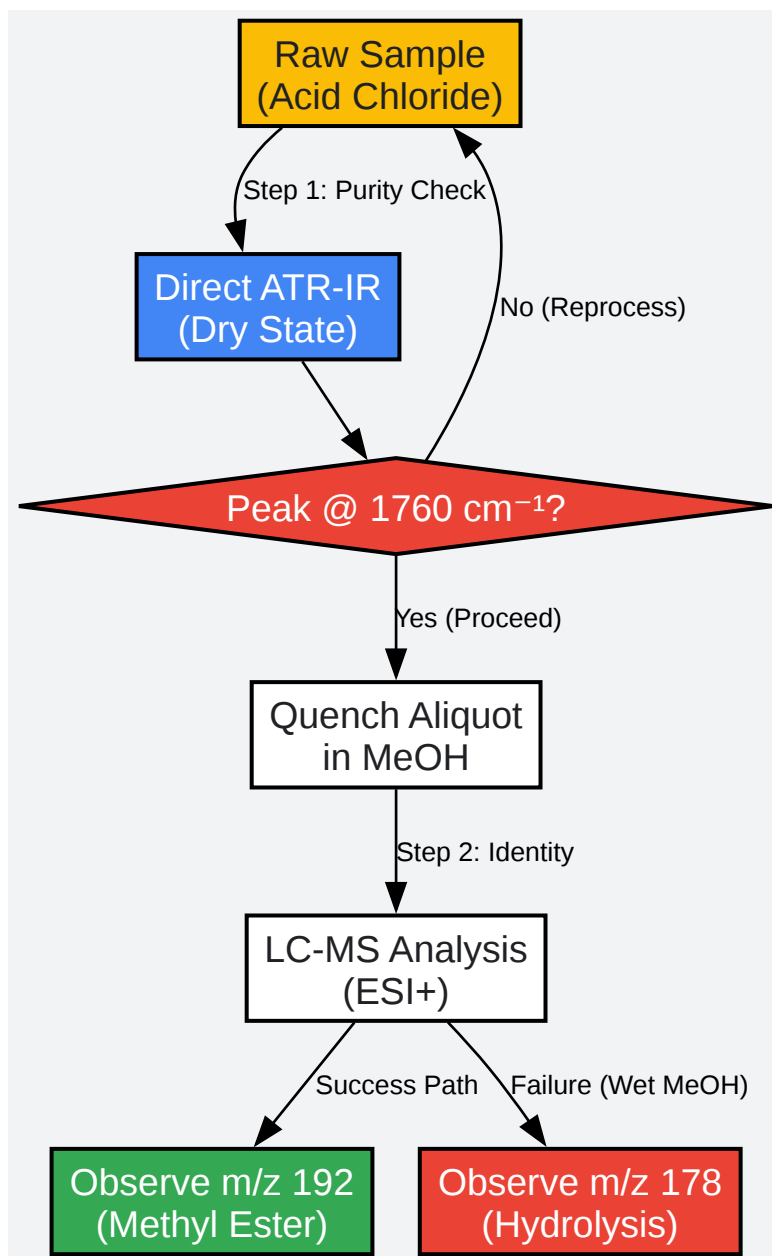 Raw Sample
(Acid Chloride)
Step 1: Purity Check
Direct ATR-IR
(Dry State)
No (Reprocess)
Peak @ 1760 cm⁻¹?
Yes (Proceed)
Quench Aliquot
in MeOH
Step 2: Identity
LC-MS Analysis
(ESI+)
Success Path
Failure (Wet MeOH)
Observe m/z 192
(Methyl Ester)
Observe m/z 178
(Hydrolysis)